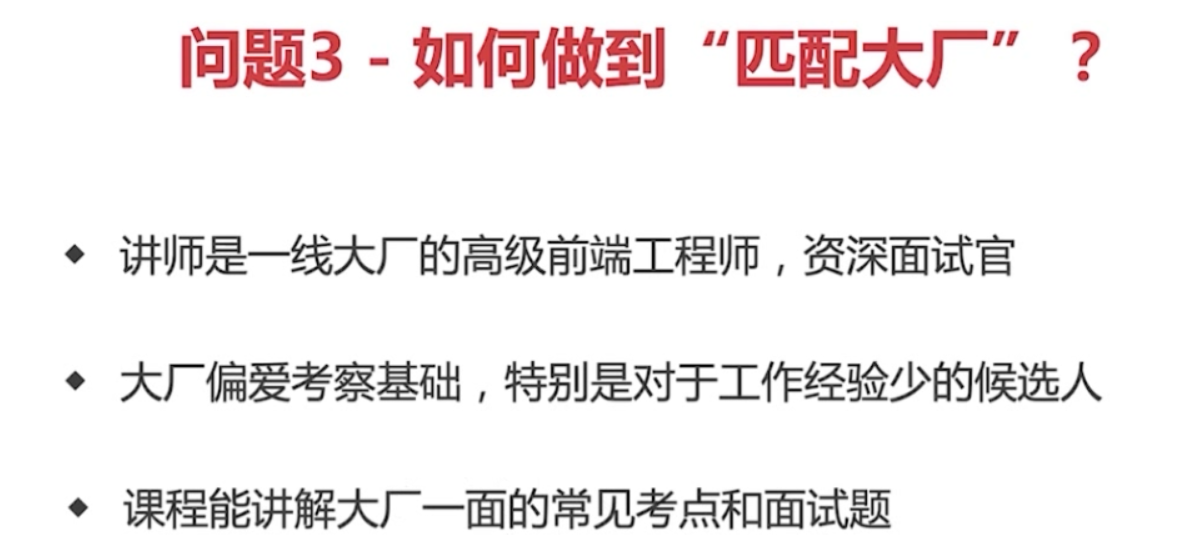 问题3 - 如何做到“匹配大厂”？
◆ 讲师是一线大厂的高级前端工程师，资深面试官
◆ 大厂偏爱考察基础，特别是对于工作经验少的候选人
◆ 课程能讲解大厂一面的常见考点和面试题